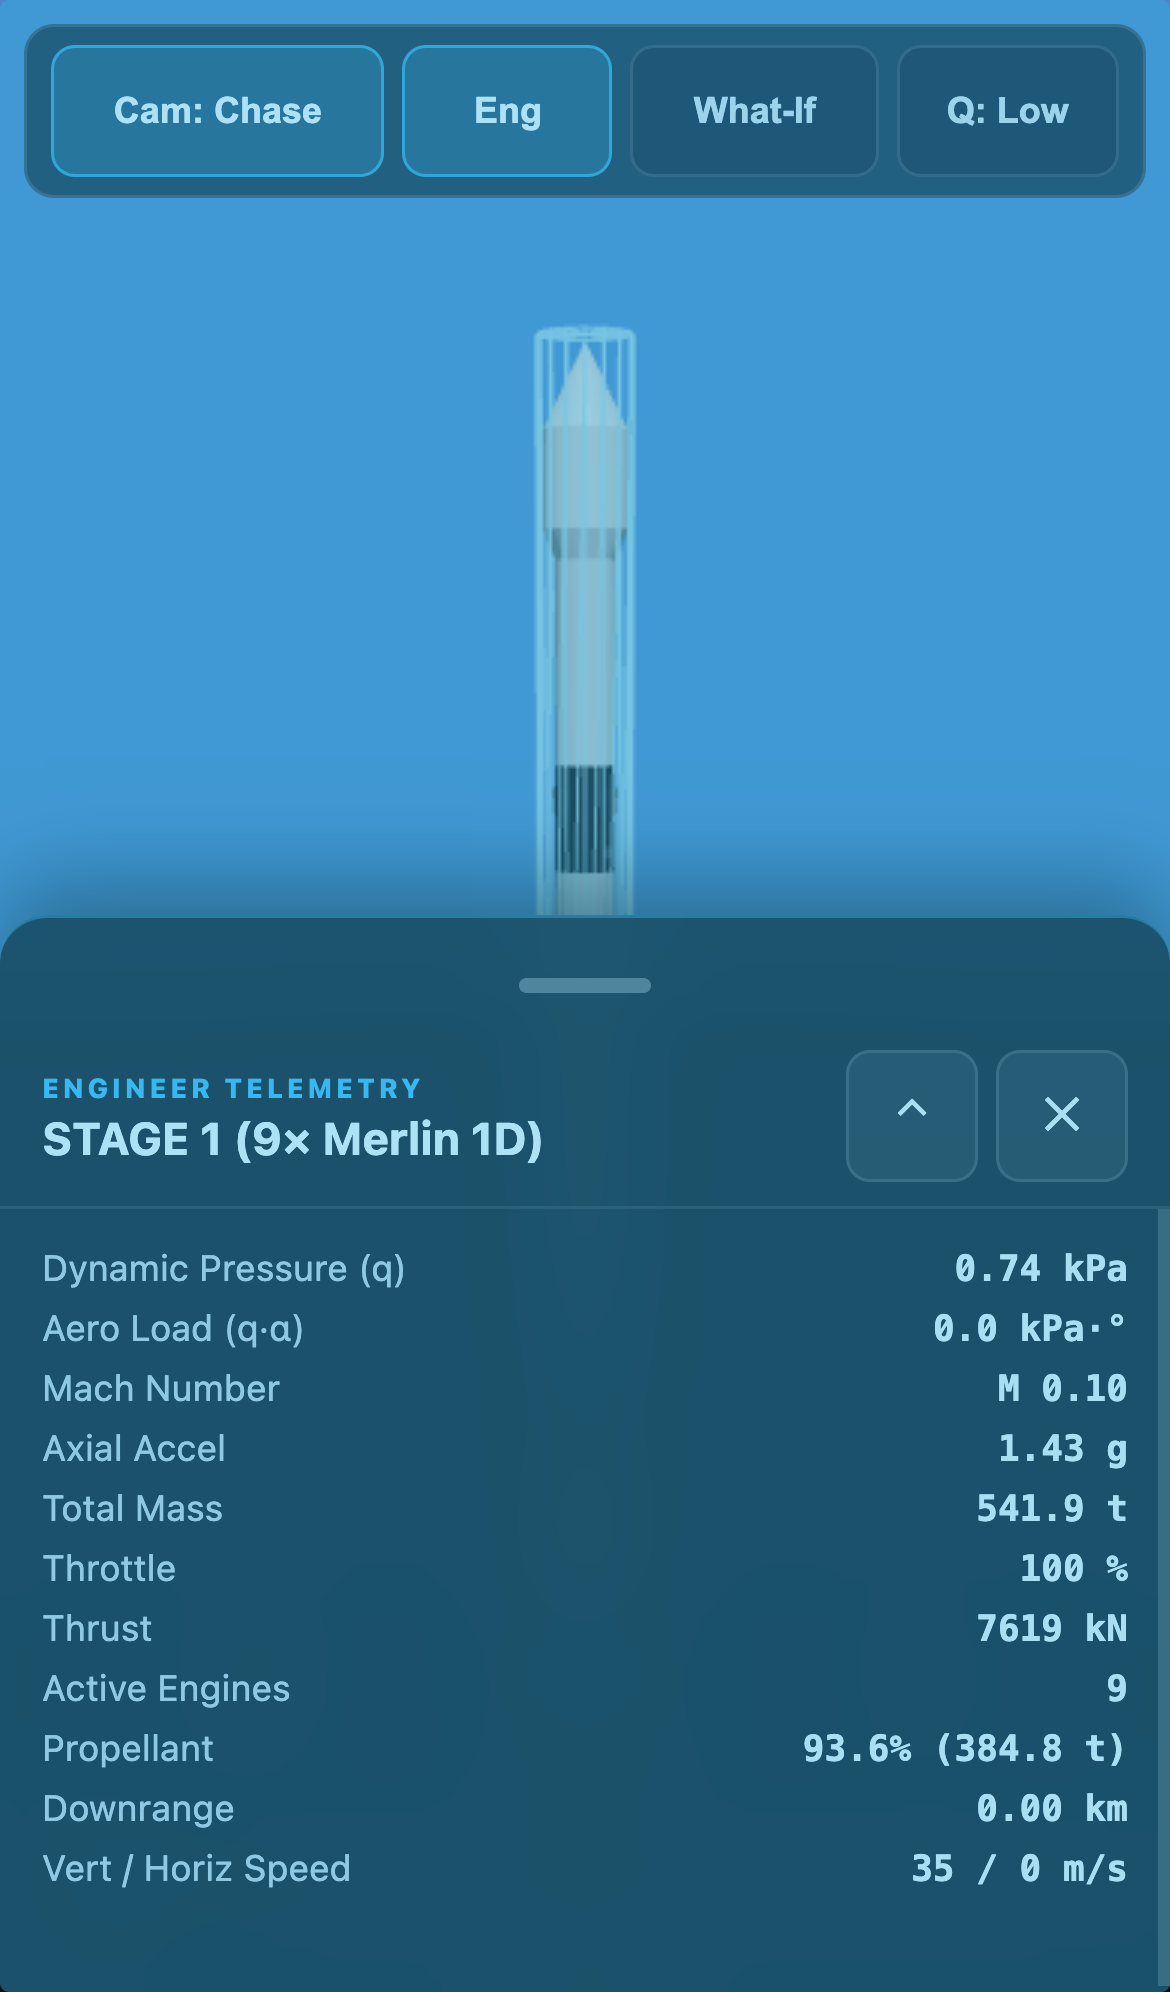 Cam: Chase Eng What-If Q: Low
ENGINEER TELEMETRY
STAGE 1 (9× Merlin 1D)
Dynamic Pressure (q) 0.74 kPa
Aero Load (q·α) 0.0 kPa·°
Mach Number M 0.10
Axial Accel 1.43 g
Total Mass 541.9 t
Throttle 100 %
Thrust 7619 kN
Active Engines 9
Propellant 93.6% (384.8 t)
Downrange 0.00 km
Vert / Horiz Speed 35 / 0 m/s